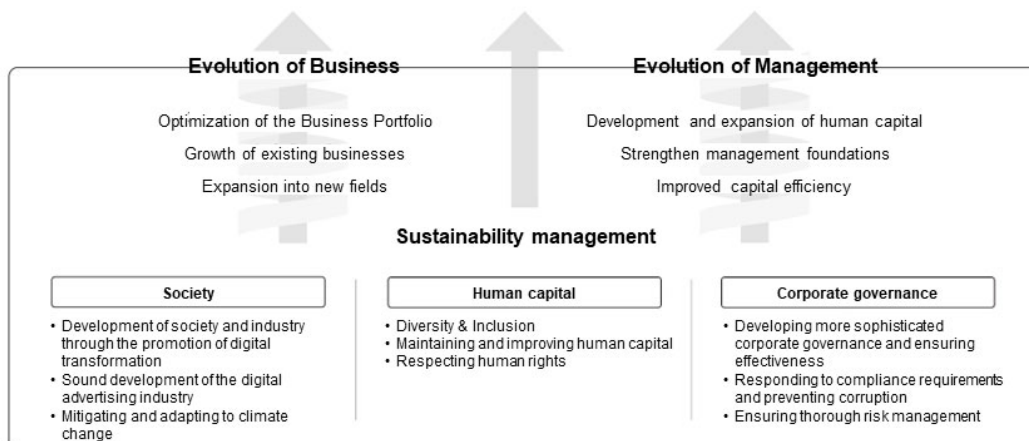 Evolution of Business
Optimization of the Business Portfolio
Growth of existing businesses
Expansion into new fields
Evolution of Management
Development and expansion of human capital
Strengthen management foundations
Improved capital efficiency
Sustainability management
Society
• Development of society and industry
through the promotion of digital
transformation
• Sound development of the digital
advertising industry
• Mitigating and adapting to climate
change
Human capital
• Diversity & Inclusion
• Maintaining and improving human capital
• Respecting human rights
Corporate governance
• Developing more sophisticated
corporate governance and ensuring
effectiveness
• Responding to compliance requirements
and preventing corruption
• Ensuring thorough risk management